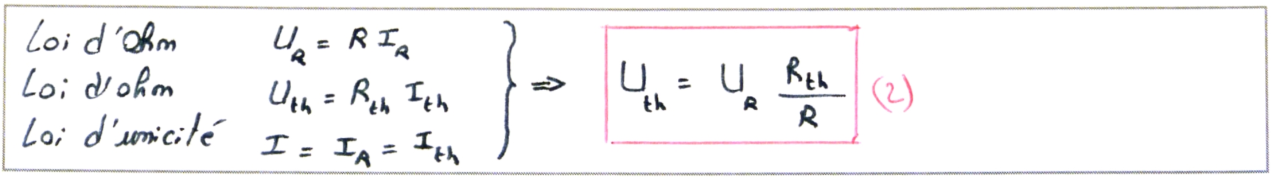 Loi d'Ohm U_R = R I_R
Loi d'ohm U_th = R_th I_th
Loi d'unicité I = I_R = I_th
} ⇒ U_th = U_R R_th / R (2)